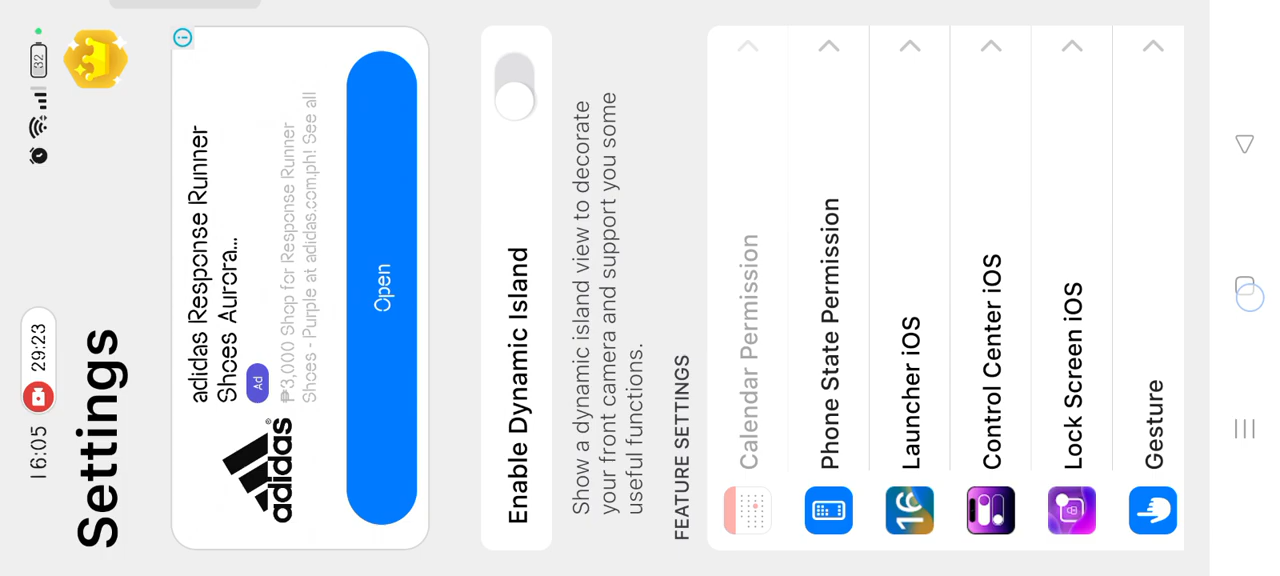 16:05
29:23
32
Settings
adidas Response Runner
Shoes Aurora...
Ad
₱3,000 Shop for Response Runner
Shoes - Purple at adidas.com.ph! See all
adidas®
Open
Enable Dynamic Island
Show a dynamic island view to decorate
your front camera and support you some
useful functions.
FEATURE SETTINGS
Calendar Permission
Phone State Permission
16
Launcher iOS
Control Center iOS
Lock Screen iOS
Gesture